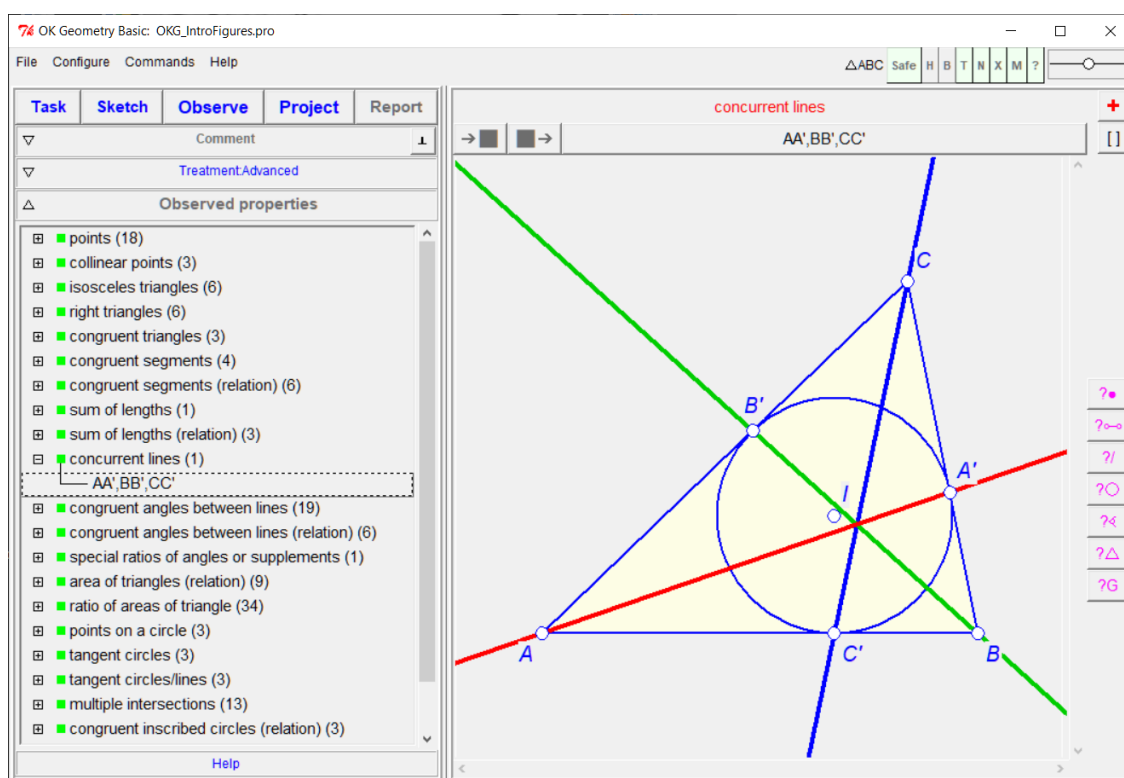 OK Geometry Basic: OKG_IntroFigures.pro
File Configure Commands Help
△ABC Safe H B T N X M ?
Task Sketch Observe Project Report
concurrent lines
+
Comment
AA',BB',CC'
[ ]
Treatment:Advanced
Observed properties
points (18)
collinear points (3)
isosceles triangles (6)
right triangles (6)
congruent triangles (3)
congruent segments (4)
congruent segments (relation) (6)
sum of lengths (1)
sum of lengths (relation) (3)
concurrent lines (1)
AA',BB',CC'
congruent angles between lines (19)
congruent angles between lines (relation) (6)
special ratios of angles or supplements (1)
area of triangles (relation) (9)
ratio of areas of triangle (34)
points on a circle (3)
tangent circles (3)
tangent circles/lines (3)
multiple intersections (13)
congruent inscribed circles (relation) (3)
Help
C
B'
A'
I
A
C'
B
?●
?o-o
?/
?○
?∢
?△
?G